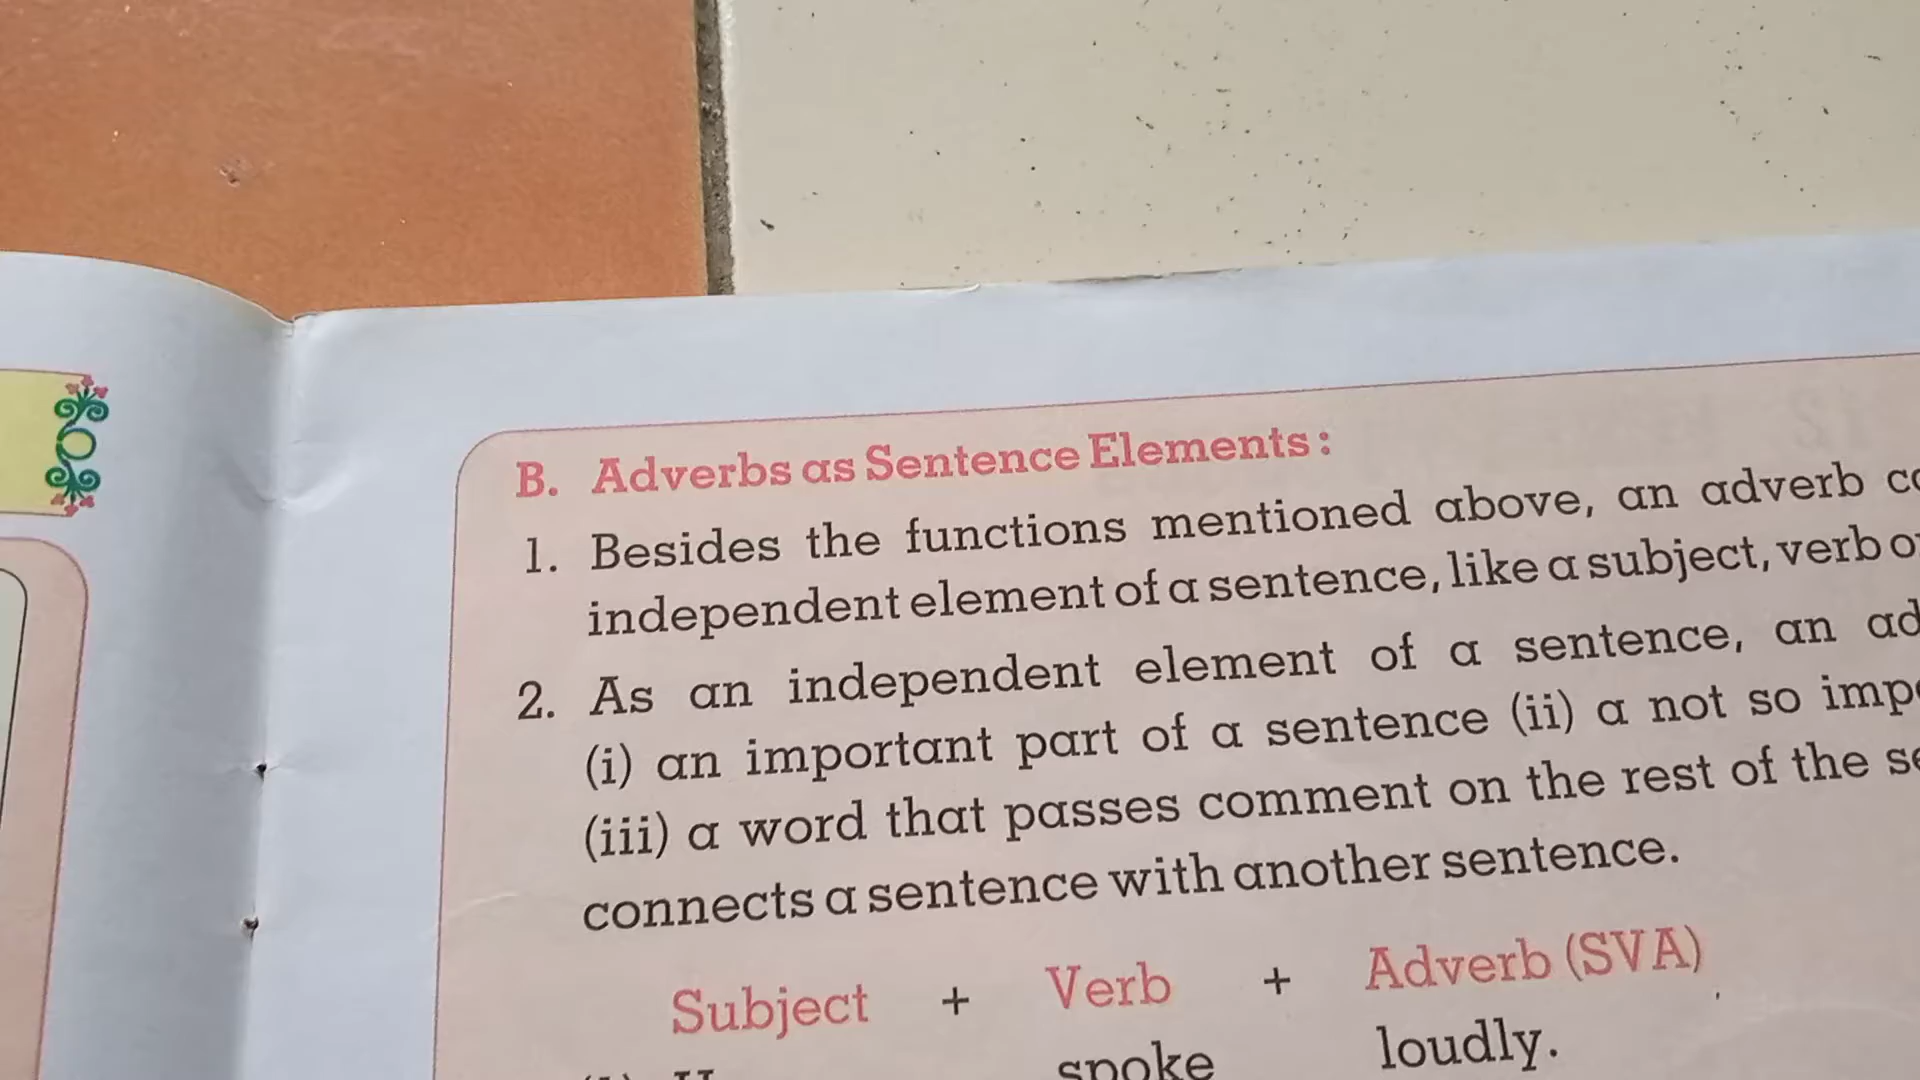 B. Adverbs as Sentence Elements:
1. Besides the functions mentioned above, an adverb
independent element of a sentence, like a subject, verb
2. As an independent element of a sentence, an
(i) an important part of a sentence (ii) a not so
(iii) a word that passes comment on the rest of the
connects a sentence with another sentence.
Subject + Verb + Adverb (SVA)
spoke loudly.